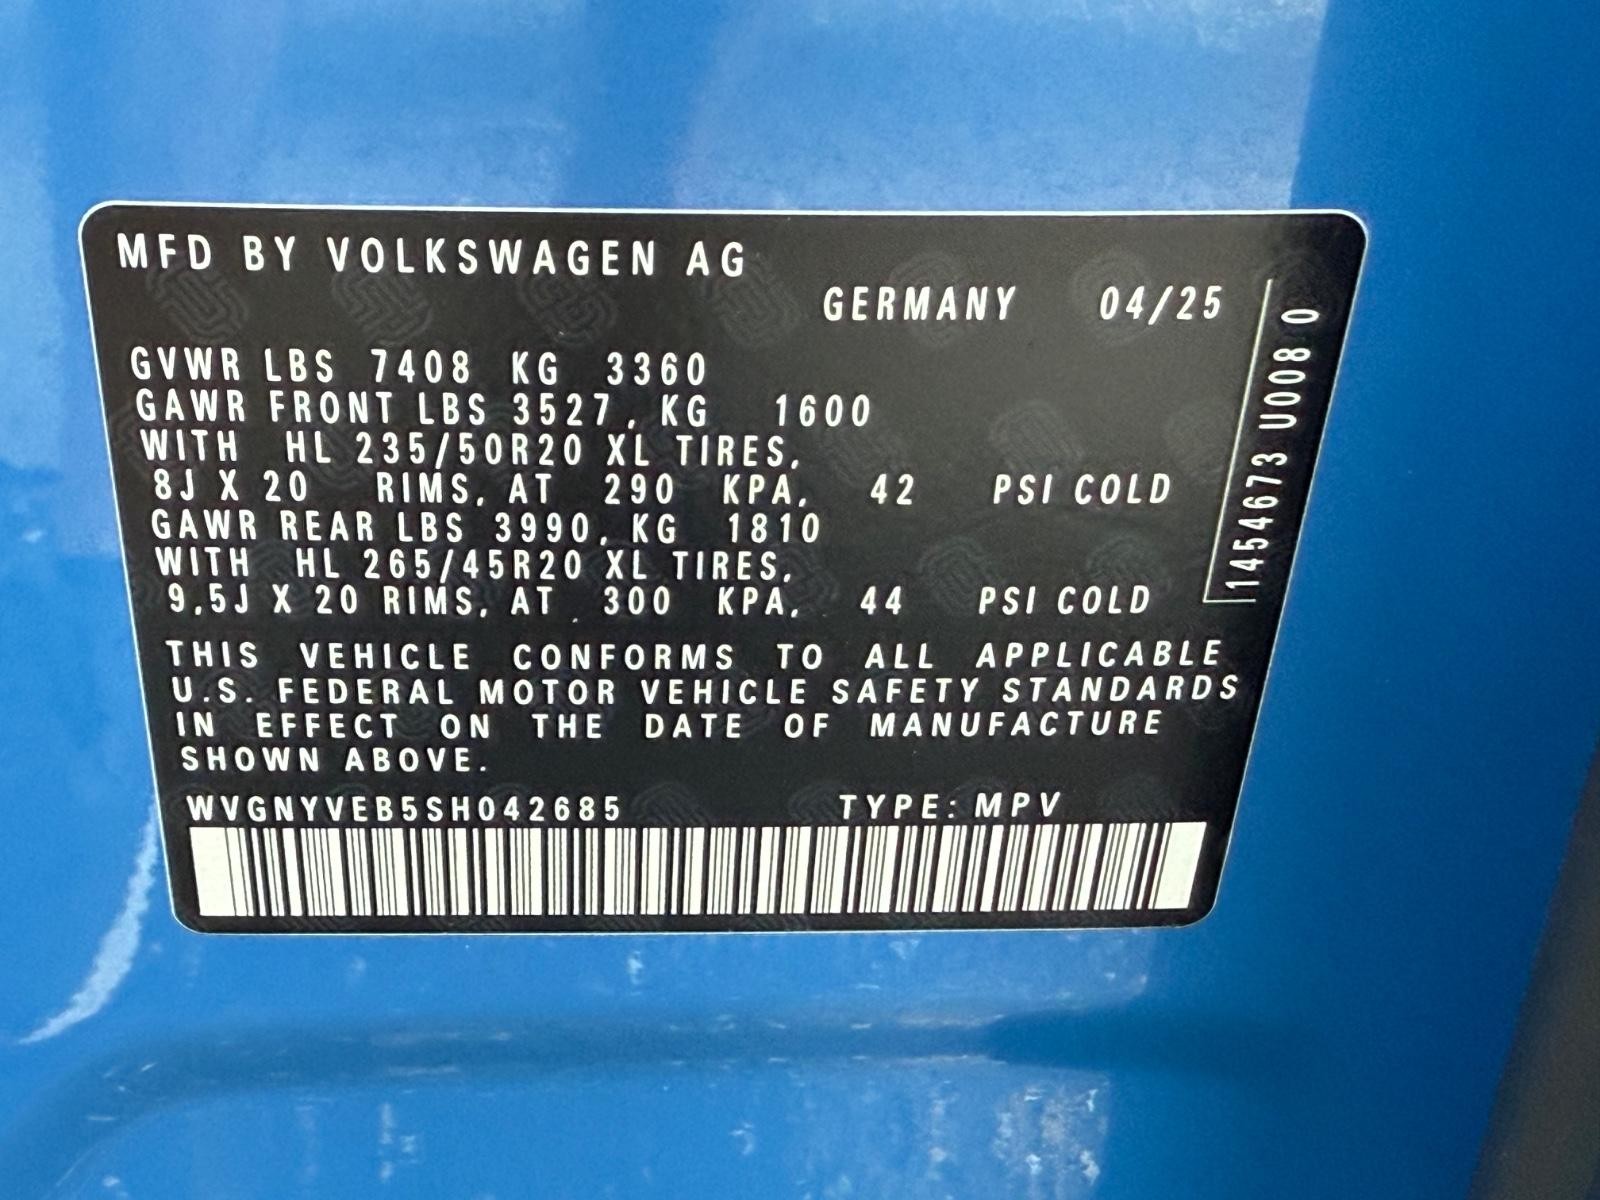 MFD BY VOLKSWAGEN AG
GERMANY 04/25
GVWR LBS 7408 KG 3360
GAWR FRONT LBS 3527, KG 1600
WITH HL 235/50R20 XL TIRES,
8J X 20 RIMS, AT 290 KPA, 42 PSI COLD
GAWR REAR LBS 3990, KG 1810
WITH HL 265/45R20 XL TIRES,
9,5J X 20 RIMS, AT 300 KPA, 44 PSI COLD
THIS VEHICLE CONFORMS TO ALL APPLICABLE
U.S. FEDERAL MOTOR VEHICLE SAFETY STANDARDS
IN EFFECT ON THE DATE OF MANUFACTURE
SHOWN ABOVE.
WVGNYVEB5SH042685 TYPE: MPV
1454673 U008 0